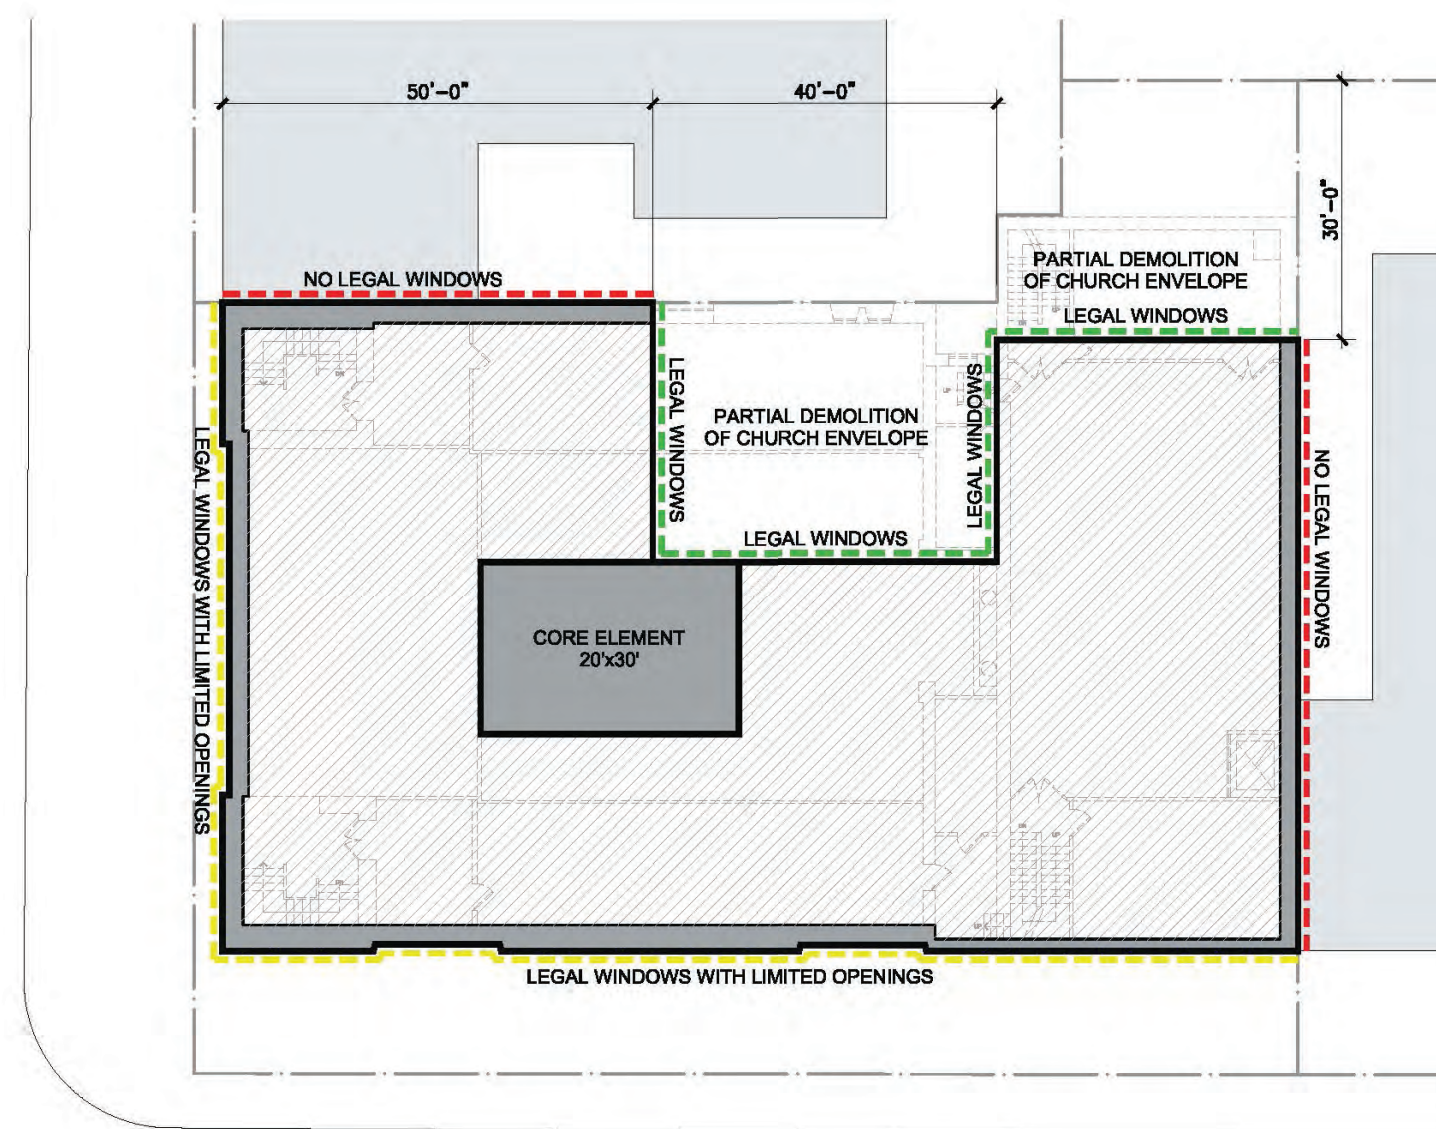 50'-0"
40'-0"
30'-0"
NO LEGAL WINDOWS
PARTIAL DEMOLITION
OF CHURCH ENVELOPE
LEGAL WINDOWS
LEGAL WINDOWS
PARTIAL DEMOLITION
OF CHURCH ENVELOPE
LEGAL WINDOWS
LEGAL WINDOWS
LEGAL WINDOWS WITH LIMITED OPENINGS
NO LEGAL WINDOWS
CORE ELEMENT
20'x30'
LEGAL WINDOWS WITH LIMITED OPENINGS